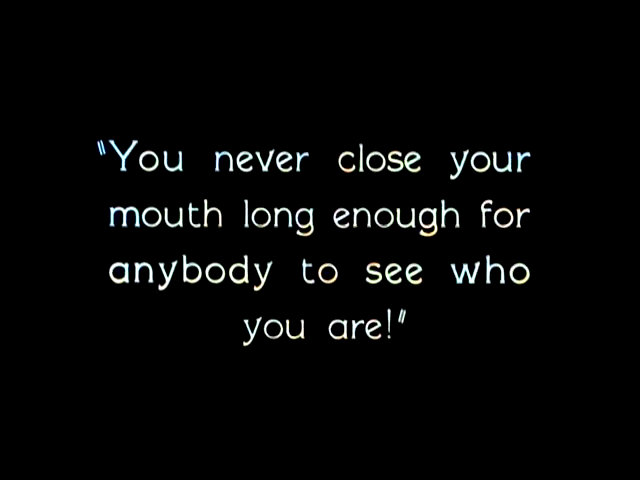 "You never close your
mouth long enough for
anybody to see who
you are!"